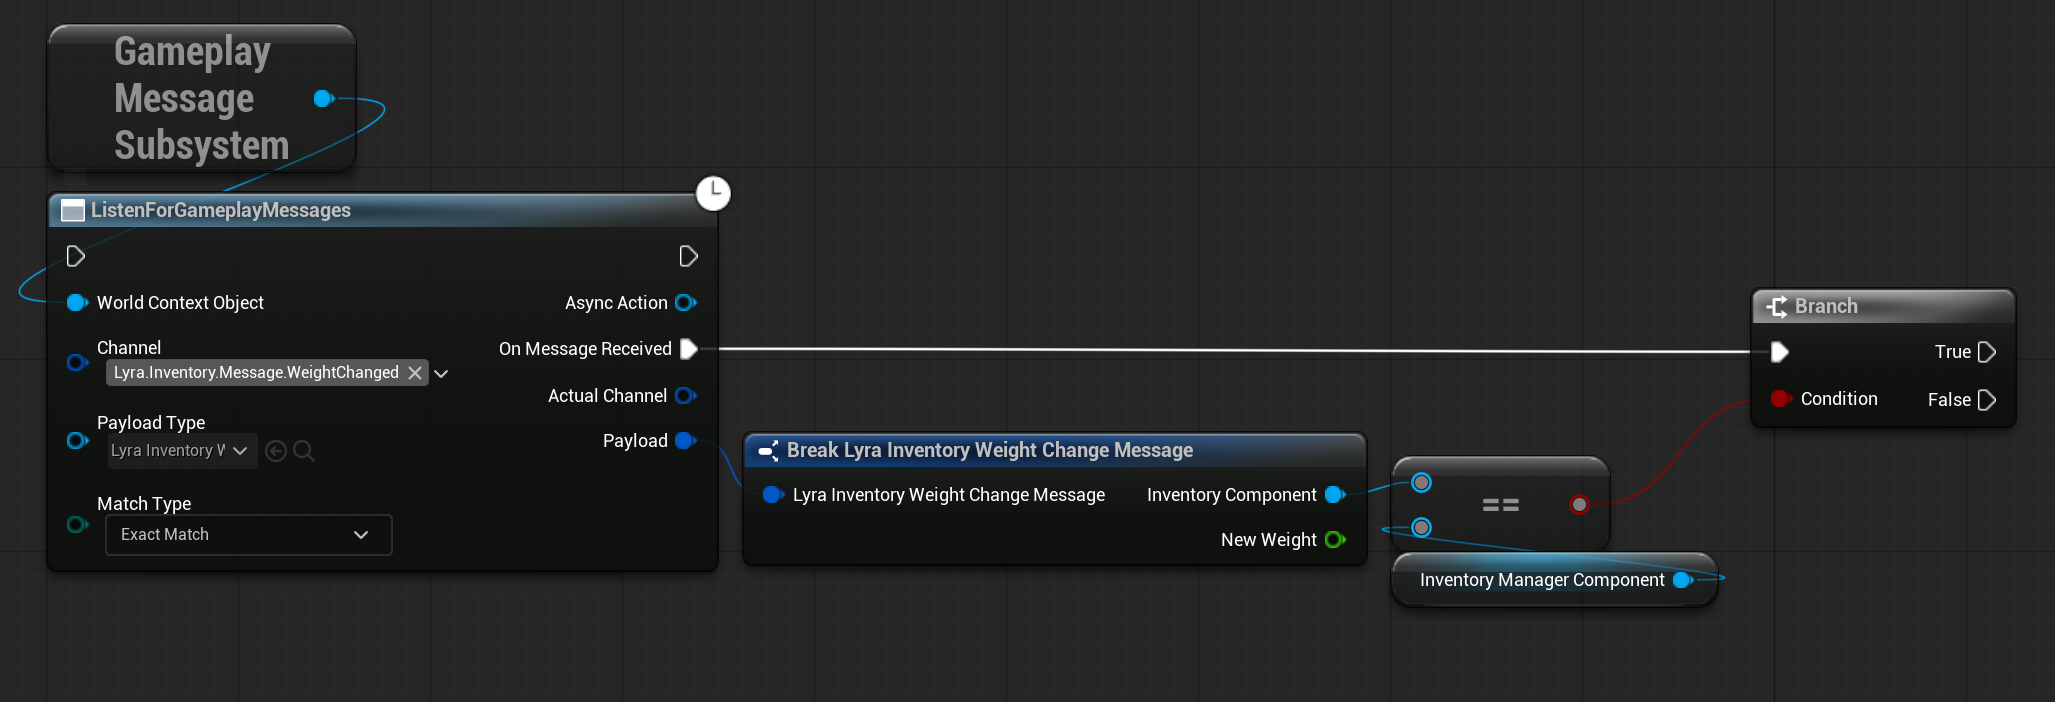 Gameplay
Message
Subsystem
ListenForGameplayMessages
World Context Object
Async Action
Channel
Lyra.Inventory.Message.WeightChanged
On Message Received
Actual Channel
Payload Type
Lyra Inventory W
Payload
Match Type
Exact Match
Break Lyra Inventory Weight Change Message
Lyra Inventory Weight Change Message
Inventory Component
New Weight
==
Inventory Manager Component
Branch
True
Condition
False